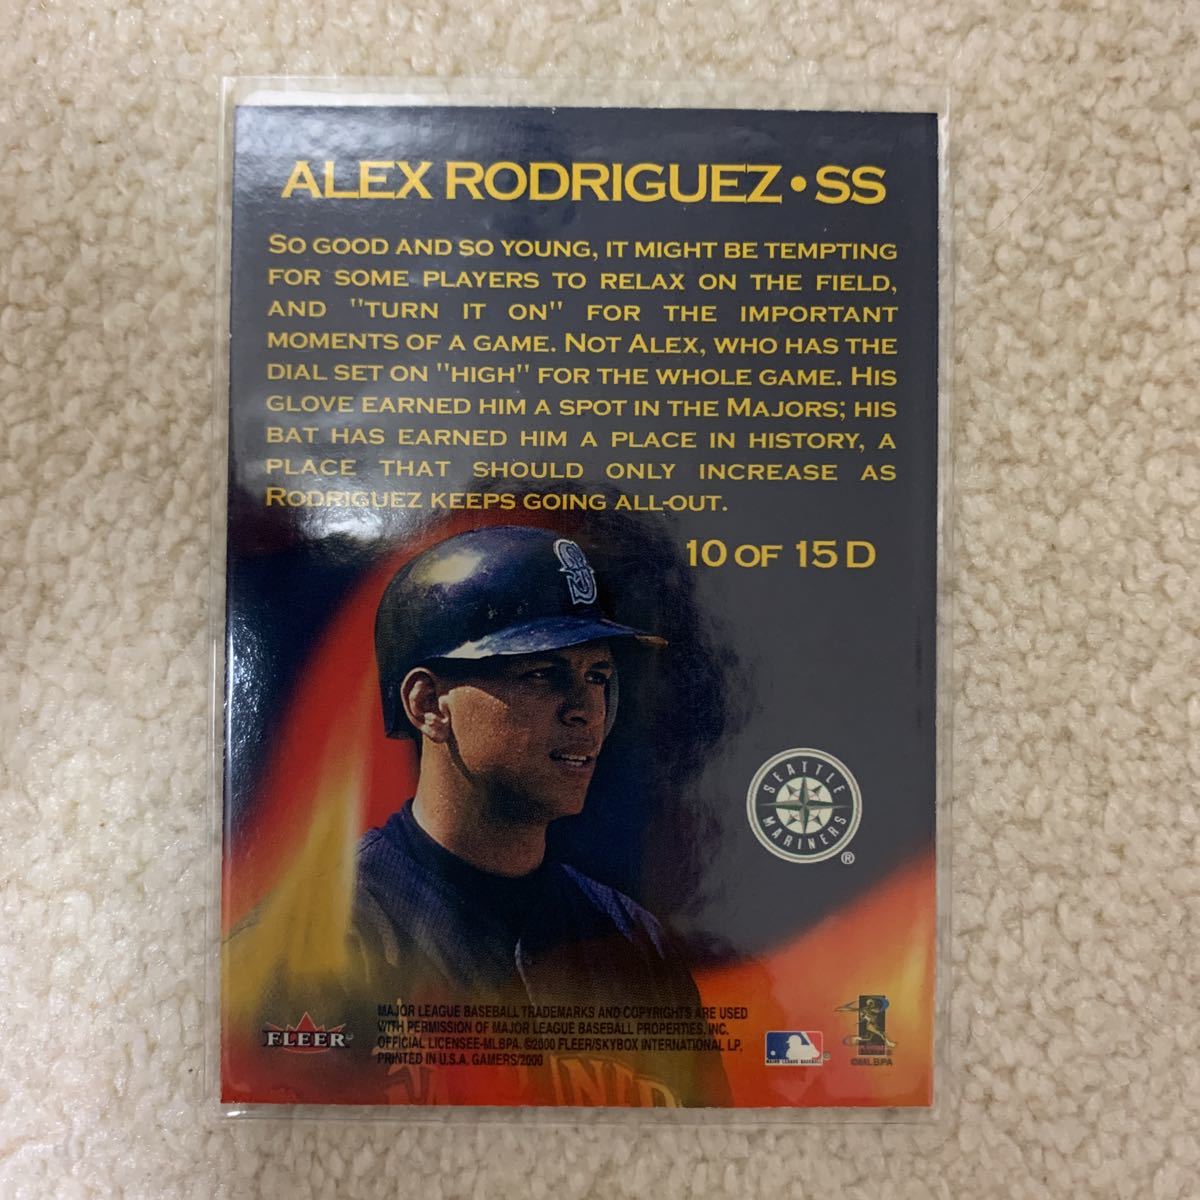 ALEX RODRIGUEZ • SS
SO GOOD AND SO YOUNG, IT MIGHT BE TEMPTING
FOR SOME PLAYERS TO RELAX ON THE FIELD,
AND "TURN IT ON" FOR THE IMPORTANT
MOMENTS OF A GAME. NOT ALEX, WHO HAS THE
DIAL SET ON "HIGH" FOR THE WHOLE GAME. HIS
GLOVE EARNED HIM A SPOT IN THE MAJORS; HIS
BAT HAS EARNED HIM A PLACE IN HISTORY, A
PLACE THAT SHOULD ONLY INCREASE AS
RODRIGUEZ KEEPS GOING ALL-OUT.
10 OF 15 D
S
SEATTLE
MARINERS
®
FLEER®
MAJOR LEAGUE BASEBALL TRADEMARKS AND COPYRIGHTS ARE USED
WITH PERMISSION OF MAJOR LEAGUE BASEBALL PROPERTIES, INC.
OFFICIAL LICENSEE-MLBPA. ©2000 FLEER/SKYBOX INTERNATIONAL LP.
PRINTED IN U.S.A. GAMERS/2000
MAJOR LEAGUE BASEBALL
©MLBPA